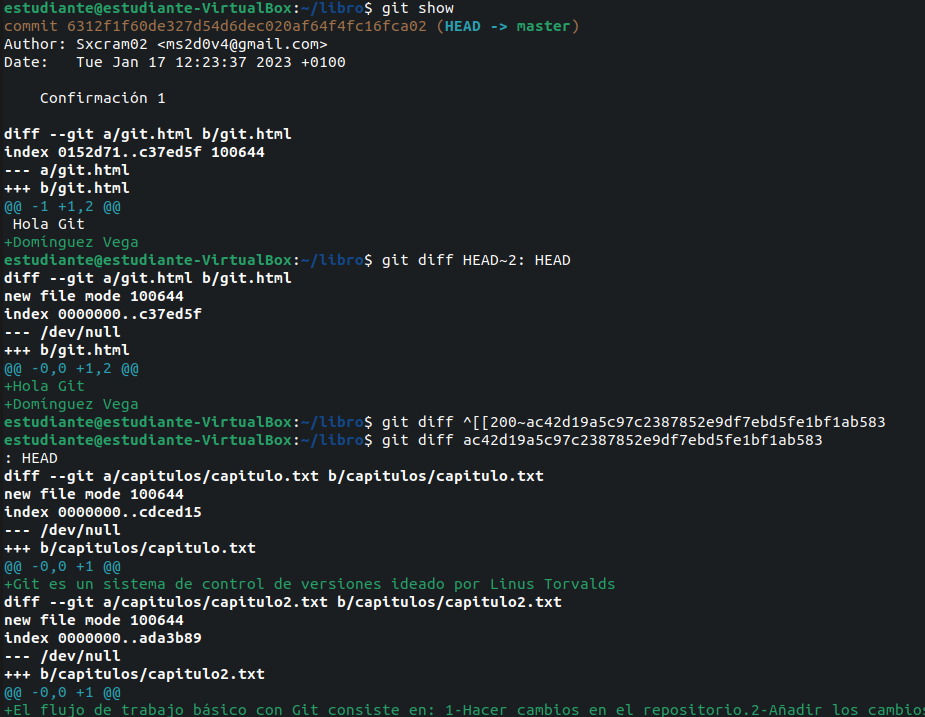 estudiante@estudiante-VirtualBox:~/libro$ git show
commit 6312f1f60de327d54d6dec020af64f4fc16fca02 (HEAD -> master)
Author: Sxcram02 <ms2d0v4@gmail.com>
Date:   Tue Jan 17 12:23:37 2023 +0100
    Confirmación 1
diff --git a/git.html b/git.html
index 0152d71..c37ed5f 100644
--- a/git.html
+++ b/git.html
@@ -1 +1,2 @@
 Hola Git
+Domínguez Vega
estudiante@estudiante-VirtualBox:~/libro$ git diff HEAD~2: HEAD
diff --git a/git.html b/git.html
new file mode 100644
index 0000000..c37ed5f
--- /dev/null
+++ b/git.html
@@ -0,0 +1,2 @@
+Hola Git
+Domínguez Vega
estudiante@estudiante-VirtualBox:~/libro$ git diff ^[[200~ac42d19a5c97c2387852e9df7ebd5fe1bf1ab583
estudiante@estudiante-VirtualBox:~/libro$ git diff ac42d19a5c97c2387852e9df7ebd5fe1bf1ab583
: HEAD
diff --git a/capitulos/capitulo.txt b/capitulos/capitulo.txt
new file mode 100644
index 0000000..cdced15
--- /dev/null
+++ b/capitulos/capitulo.txt
@@ -0,0 +1 @@
+Git es un sistema de control de versiones ideado por Linus Torvalds
diff --git a/capitulos/capitulo2.txt b/capitulos/capitulo2.txt
new file mode 100644
index 0000000..ada3b89
--- /dev/null
+++ b/capitulos/capitulo2.txt
@@ -0,0 +1 @@
+El flujo de trabajo básico con Git consiste en: 1-Hacer cambios en el repositorio.2-Añadir los cambios